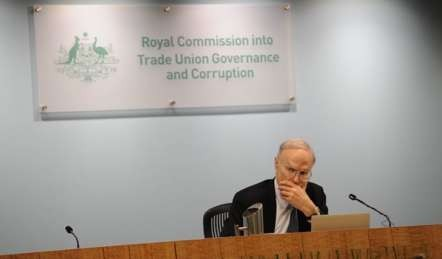 Royal Commission into
Trade Union Governance
and Corruption